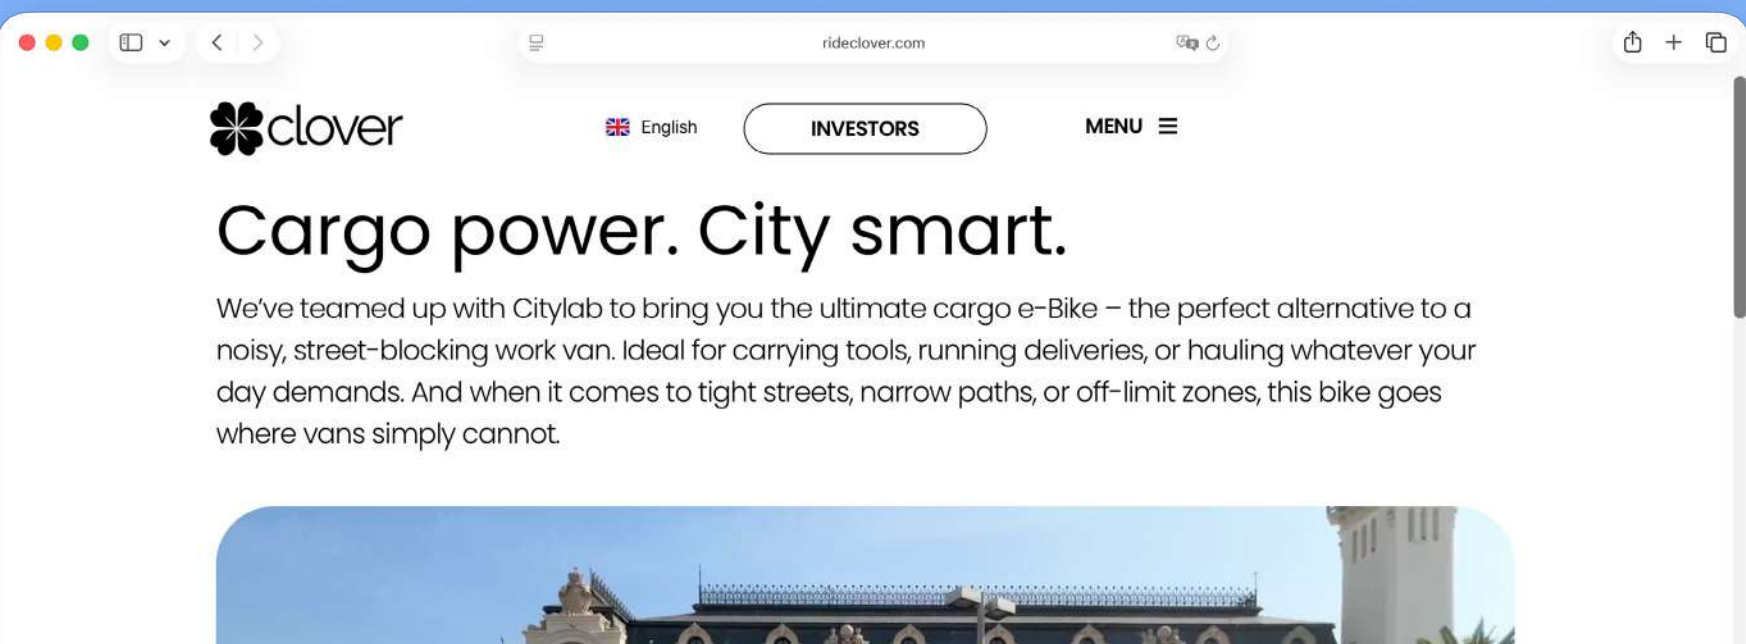 rideclover.com
clover
English
INVESTORS
MENU
Cargo power. City smart.
We’ve teamed up with Citylab to bring you the ultimate cargo e-Bike – the perfect alternative to a
noisy, street-blocking work van. Ideal for carrying tools, running deliveries, or hauling whatever your
day demands. And when it comes to tight streets, narrow paths, or off-limit zones, this bike goes
where vans simply cannot.